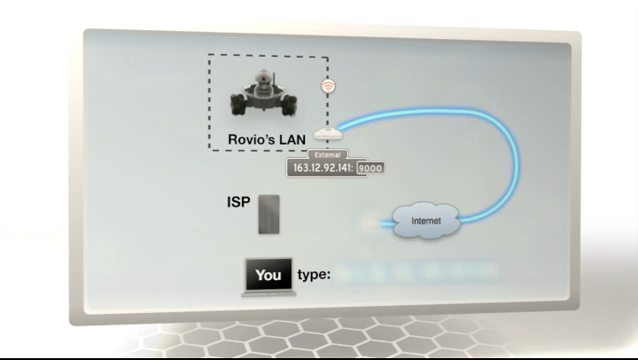 Rovio's LAN
External
163.12.92.141: 9000
ISP
Internet
You type: